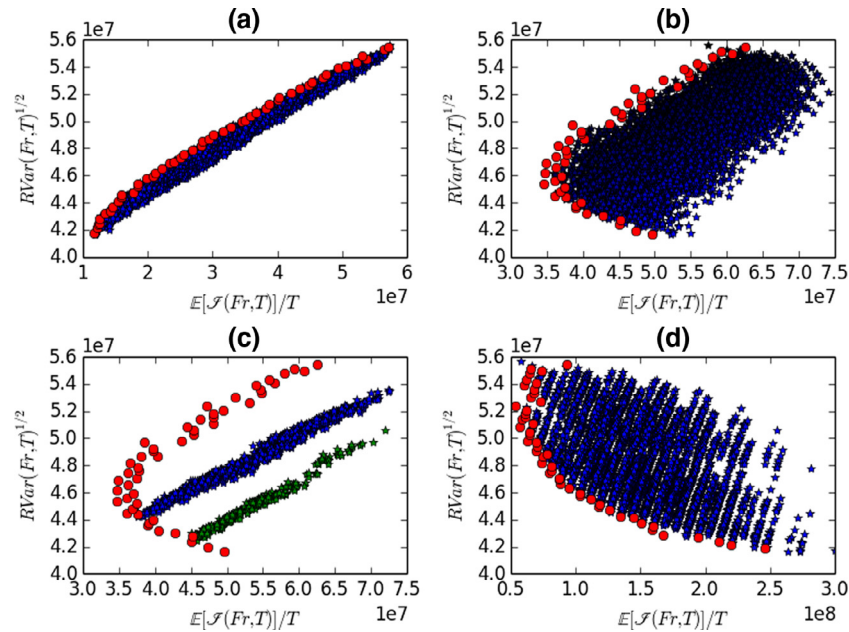 (a)
1e7
5.6
5.4
5.2
5.0
4.8
4.6
4.4
4.2
4.0
RVar(Fr,T)^{1/2}
1 2 3 4 5 6
1e7
𝔼[ℐ(Fr,T)]/T
(b)
1e7
5.6
5.4
5.2
5.0
4.8
4.6
4.4
4.2
4.0
RVar(Fr,T)^{1/2}
3.0 3.5 4.0 4.5 5.0 5.5 6.0 6.5 7.0 7.5
1e7
𝔼[ℐ(Fr,T)]/T
(c)
1e7
5.6
5.4
5.2
5.0
4.8
4.6
4.4
4.2
4.0
RVar(Fr,T)^{1/2}
3.0 3.5 4.0 4.5 5.0 5.5 6.0 6.5 7.0 7.5
1e7
𝔼[ℐ(Fr,T)]/T
(d)
1e7
5.6
5.4
5.2
5.0
4.8
4.6
4.4
4.2
4.0
RVar(Fr,T)^{1/2}
0.5 1.0 1.5 2.0 2.5 3.0
1e8
𝔼[ℐ(Fr,T)]/T